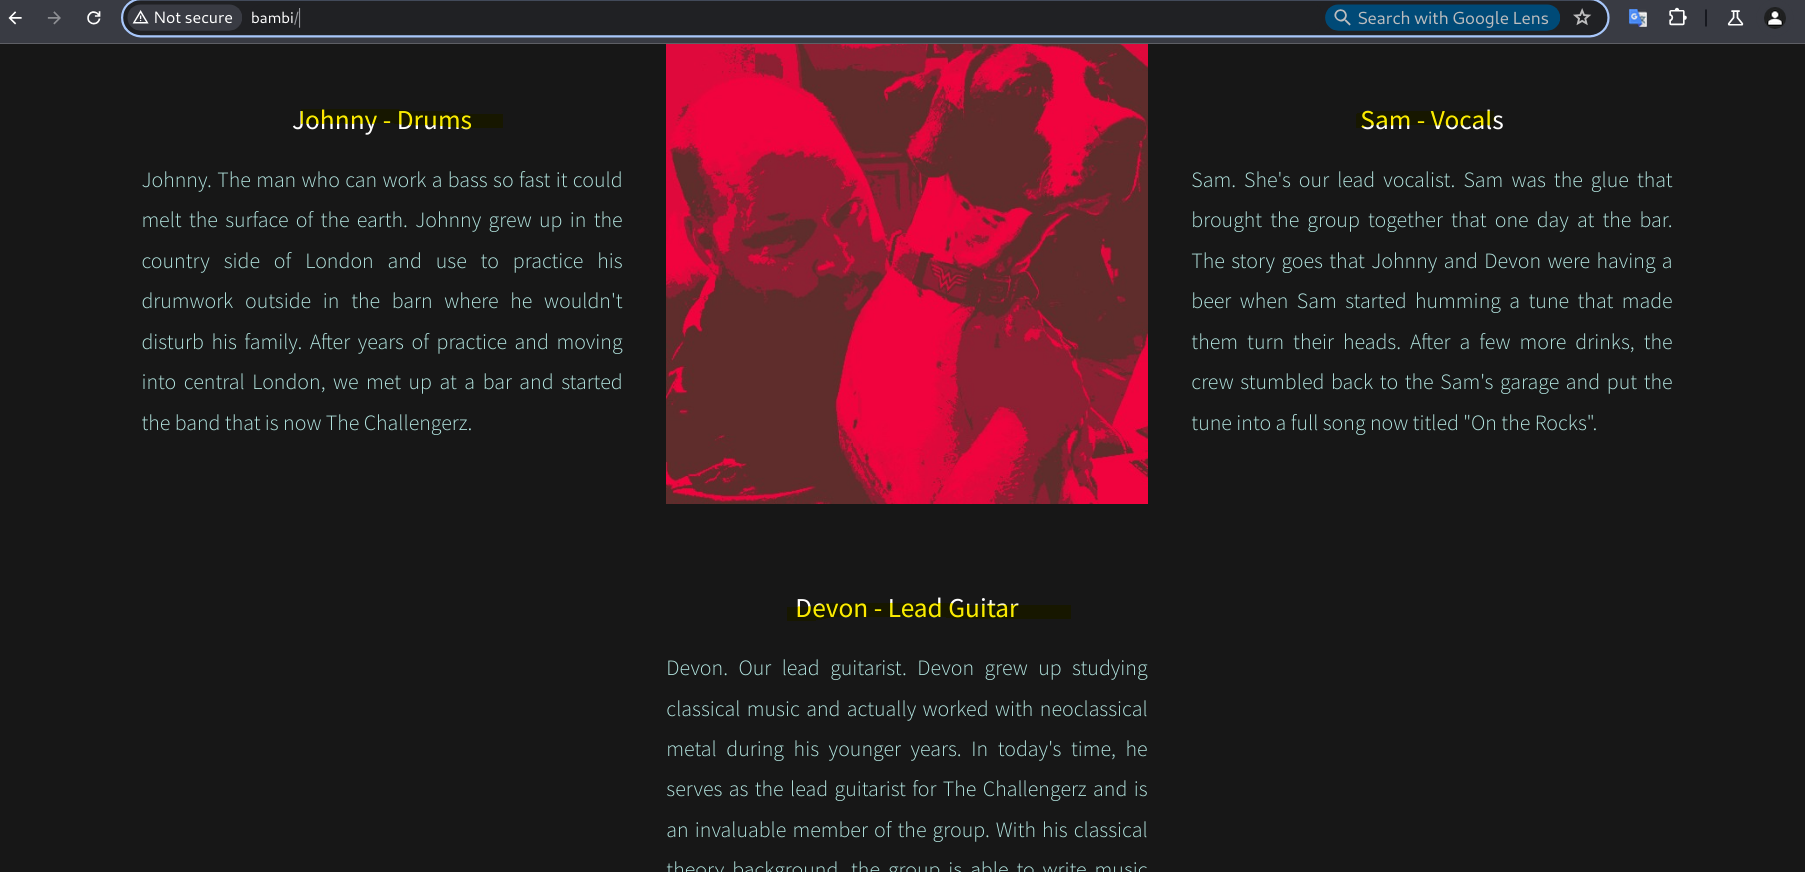 Not secure
bambi/
Search with Google Lens
Johnny - Drums
Johnny. The man who can work a bass so fast it could
melt the surface of the earth. Johnny grew up in the
country side of London and use to practice his
drumwork outside in the barn where he wouldn't
disturb his family. After years of practice and moving
into central London, we met up at a bar and started
the band that is now The Challengerz.
Sam - Vocals
Sam. She's our lead vocalist. Sam was the glue that
brought the group together that one day at the bar.
The story goes that Johnny and Devon were having a
beer when Sam started humming a tune that made
them turn their heads. After a few more drinks, the
crew stumbled back to the Sam's garage and put the
tune into a full song now titled "On the Rocks".
Devon - Lead Guitar
Devon. Our lead guitarist. Devon grew up studying
classical music and actually worked with neoclassical
metal during his younger years. In today's time, he
serves as the lead guitarist for The Challengerz and is
an invaluable member of the group. With his classical
theory background, the group is able to write music